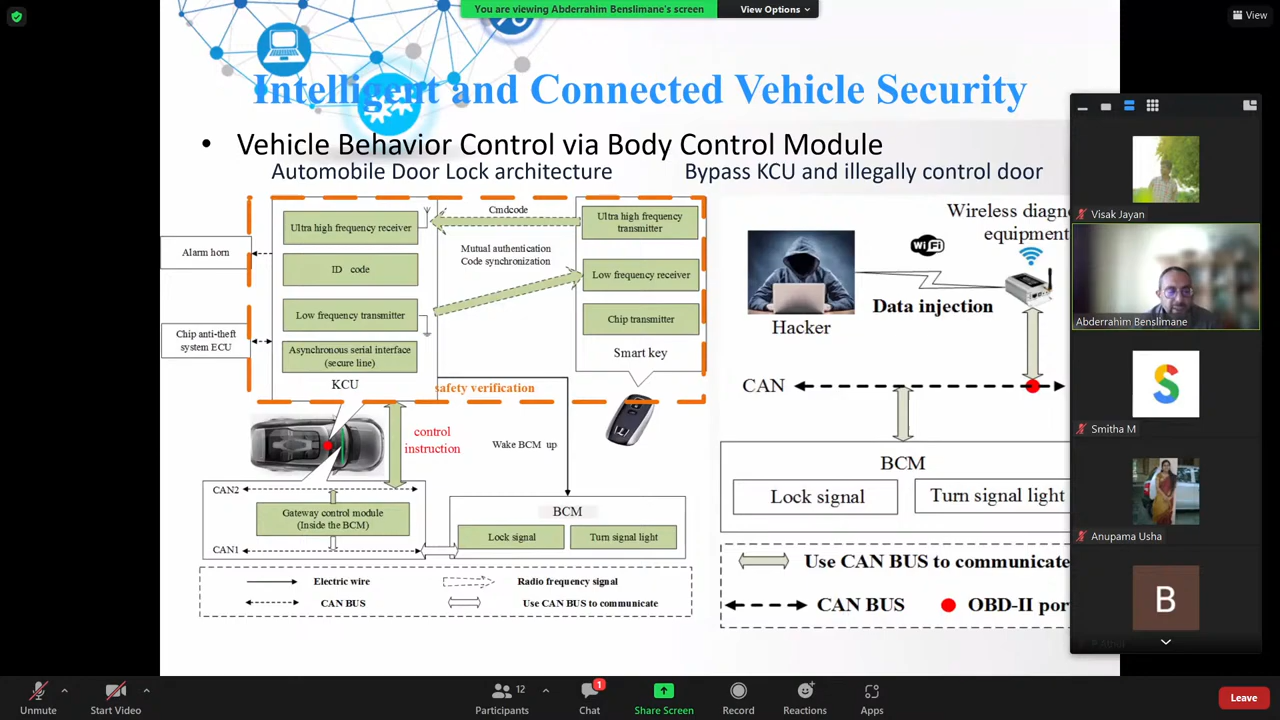 You are viewing Abderrahim Benslimane's screen
View Options
View
Intelligent and Connected Vehicle Security
• Vehicle Behavior Control via Body Control Module
Automobile Door Lock architecture
Bypass KCU and illegally control door
Alarm horn
Chip anti-theft
system ECU
Ultra high frequency receiver
ID code
Low frequency transmitter
Asynchronous serial interface
(secure line)
KCU
Cmdcode
Mutual authentication
Code synchronization
safety verification
Ultra high frequency
transmitter
Low frequency receiver
Chip transmitter
Smart key
control
instruction
Wake BCM up
CAN2
Gateway control module
(Inside the BCM)
CAN1
BCM
Lock signal
Turn signal light
Electric wire
Radio frequency signal
CAN BUS
Use CAN BUS to communicate
Wireless diagn
equipment
WiFi
Data injection
Hacker
CAN
BCM
Lock signal
Turn signal light
Use CAN BUS to communicate
CAN BUS
OBD-II por
Visak Jayan
Abderrahim Benslimane
S
Smitha M
Anupama Usha
B
Unmute
Start Video
12
Participants
1
Chat
Share Screen
Record
Reactions
Apps
Leave